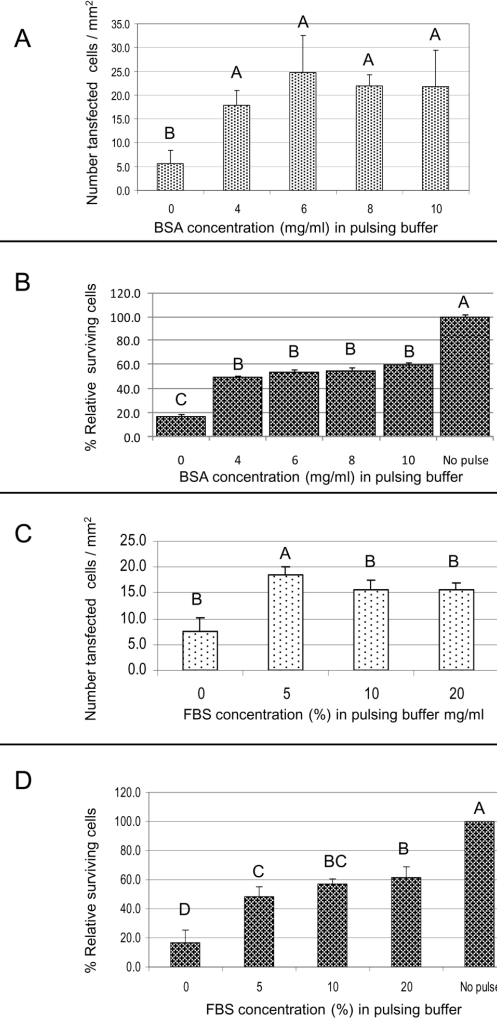 A
Number tansfected cells / mm2
35.0
30.0
25.0
20.0
15.0
10.0
5.0
0.0
B
A
A
A
A
0 4 6 8 10
BSA concentration (mg/ml) in pulsing buffer
B
% Relative surviving cells
120.0
100.0
80.0
60.0
40.0
20.0
0.0
C
B
B
B
B
A
0 4 6 8 10 No pulse
BSA concentration (mg/ml) in pulsing buffer
C
Number tansfected cells / mm2
25.0
20.0
15.0
10.0
5.0
0.0
B
A
B
B
0 5 10 20
FBS concentration (%) in pulsing buffer mg/ml
D
% Relative surviving cells
120.0
100.0
80.0
60.0
40.0
20.0
0.0
D
C
BC
B
A
0 5 10 20 No pulse
FBS concentration (%) in pulsing buffer